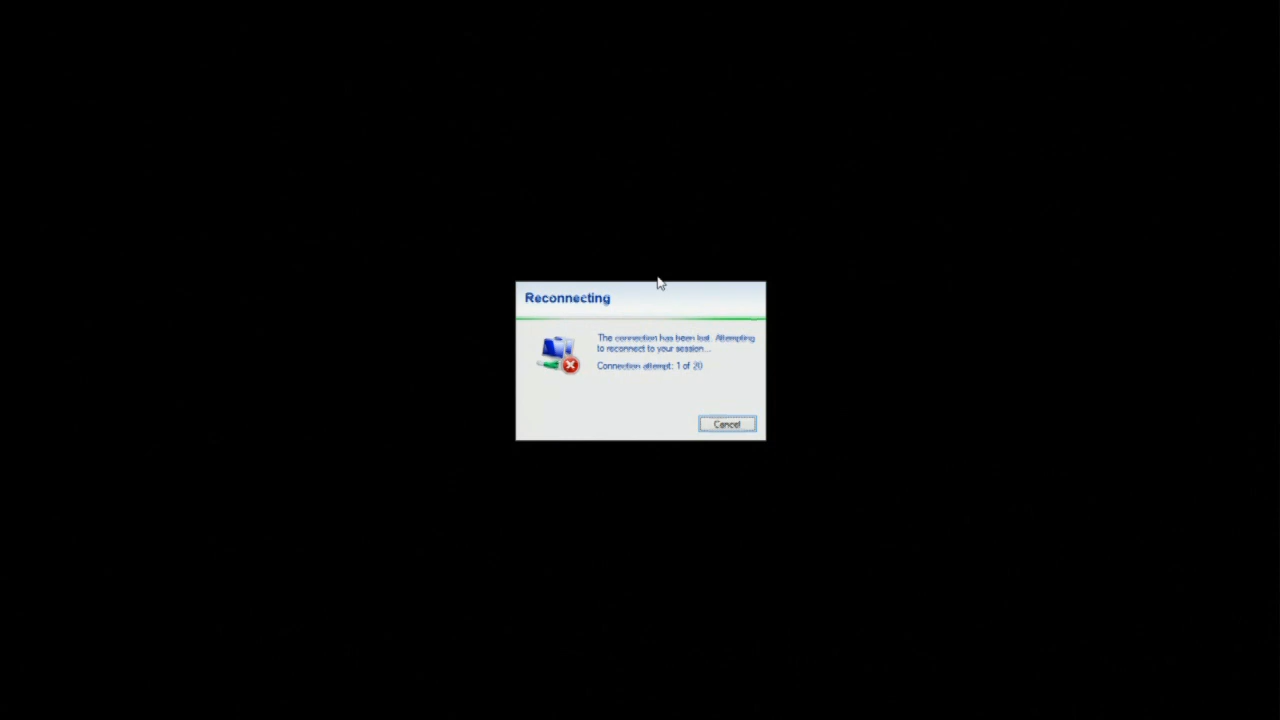 Reconnecting
The connection has been lost. Attempting
to reconnect to your session...
Connection attempt: 1 of 20
Cancel